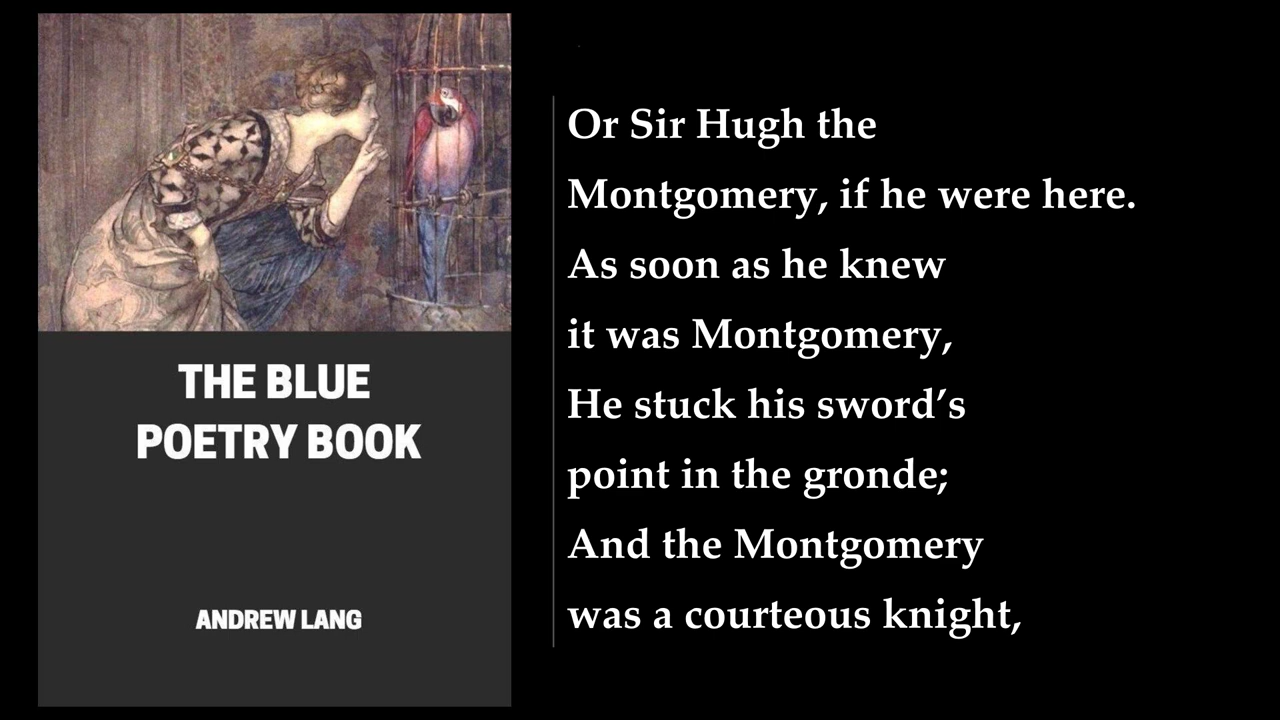 THE BLUE
POETRY BOOK
ANDREW LANG
Or Sir Hugh the
Montgomery, if he were here.
As soon as he knew
it was Montgomery,
He stuck his sword’s
point in the gronde;
And the Montgomery
was a courteous knight,